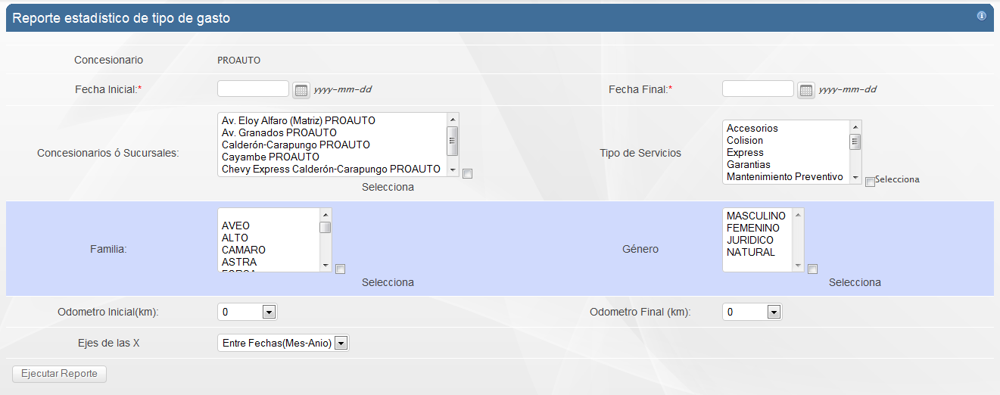 Reporte estadístico de tipo de gasto
Concesionario PROAUTO
Fecha Inicial:* yyyy-mm-dd Fecha Final:* yyyy-mm-dd
Concesionarios ó Sucursales:
Av. Eloy Alfaro (Matriz) PROAUTO
Av. Granados PROAUTO
Calderón-Carapungo PROAUTO
Cayambe PROAUTO
Chevy Express Calderón-Carapungo PROAUTO
Selecciona
Tipo de Servicios
Accesorios
Colision
Express
Garantias
Mantenimiento Preventivo
Selecciona
Familia:
AVEO
ALTO
CAMARO
ASTRA
Selecciona
Género
MASCULINO
FEMENINO
JURIDICO
NATURAL
Selecciona
Odometro Inicial(km): 0 Odometro Final (km): 0
Ejes de las X Entre Fechas(Mes-Anio)
Ejecutar Reporte